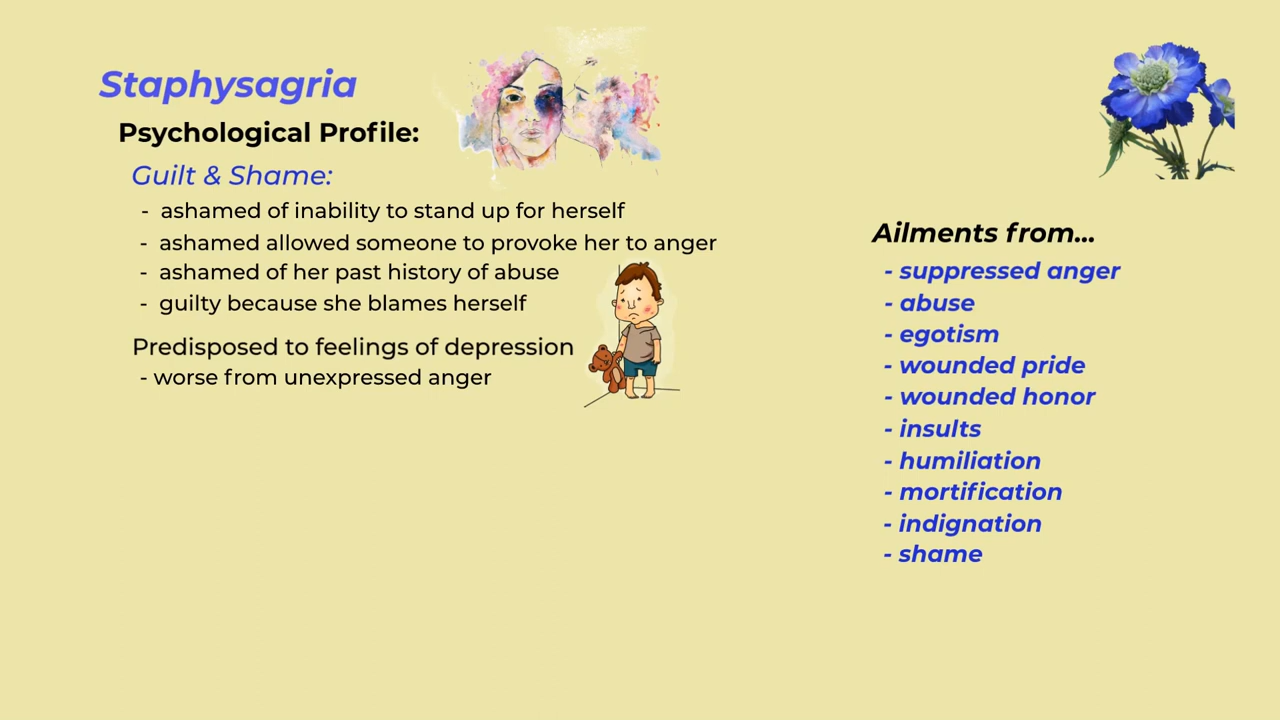 Staphysagria
Psychological Profile:
Guilt & Shame:
- ashamed of inability to stand up for herself
- ashamed allowed someone to provoke her to anger
- ashamed of her past history of abuse
- guilty because she blames herself
Predisposed to feelings of depression
- worse from unexpressed anger
Ailments from...
- suppressed anger
- abuse
- egotism
- wounded pride
- wounded honor
- insults
- humiliation
- mortification
- indignation
- shame